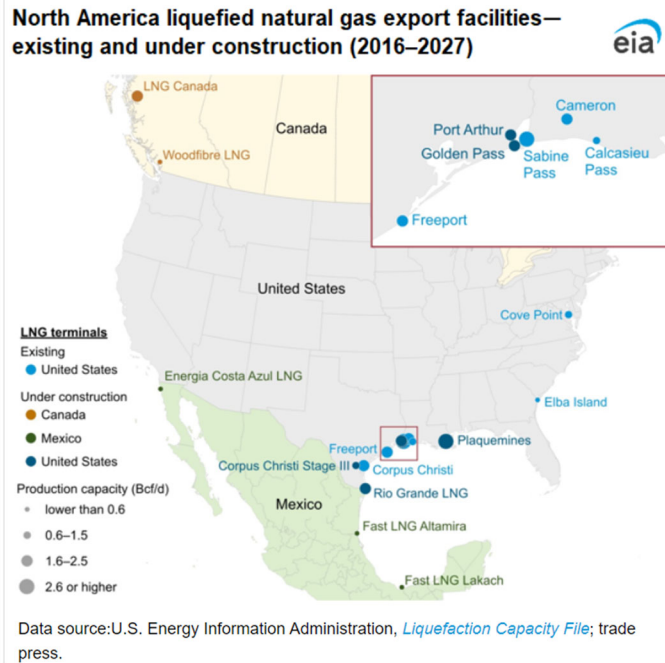 North America liquefied natural gas export facilities—
existing and under construction (2016–2027)
eia
LNG Canada
Canada
Woodfibre LNG
Cameron
Port Arthur
Golden Pass
Sabine
Pass
Calcasieu
Pass
Freeport
United States
Cove Point
LNG terminals
Existing
United States
Under construction
Canada
Mexico
United States
Production capacity (Bcf/d)
lower than 0.6
0.6–1.5
1.6–2.5
2.6 or higher
Energia Costa Azul LNG
Elba Island
Freeport
Plaquemines
Corpus Christi Stage III
Corpus Christi
Rio Grande LNG
Mexico
Fast LNG Altamira
Fast LNG Lakach
Data source:U.S. Energy Information Administration, Liquefaction Capacity File; trade
press.